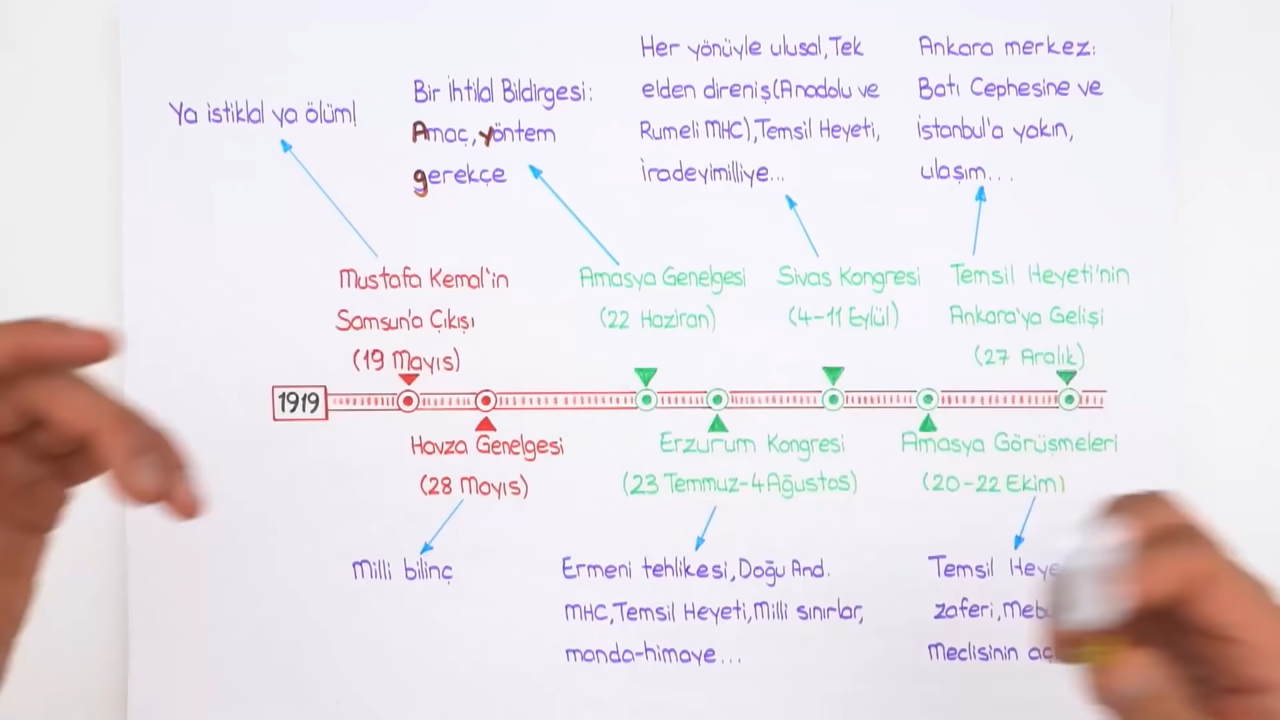 Ya istiklal ya ölüm!
Bir İhtilal Bildirgesi:
Amaç, yöntem
gerekçe
Her yönüyle ulusal, Tek
elden direniş(Anadolu ve
Rumeli MHC), Temsil Heyeti,
İradeyimilliye...
Ankara merkez:
Batı Cephesine ve
İstanbul'a yakın,
ulaşım...
Mustafa Kemal'in
Samsun'a Çıkışı
(19 Mayıs)
Amasya Genelgesi
(22 Haziran)
Sivas Kongresi
(4-11 Eylül)
Temsil Heyeti'nin
Ankara'ya Gelişi
(27 Aralık)
1919
Havza Genelgesi
(28 Mayıs)
Erzurum Kongresi
(23 Temmuz-4 Ağustos)
Amasya Görüşmeleri
(20-22 Ekim)
Milli bilinç
Ermeni tehlikesi, Doğu And.
MHC, Temsil Heyeti, Milli sınırlar,
manda-himaye...
Temsil
zaferi,
Meclisinin